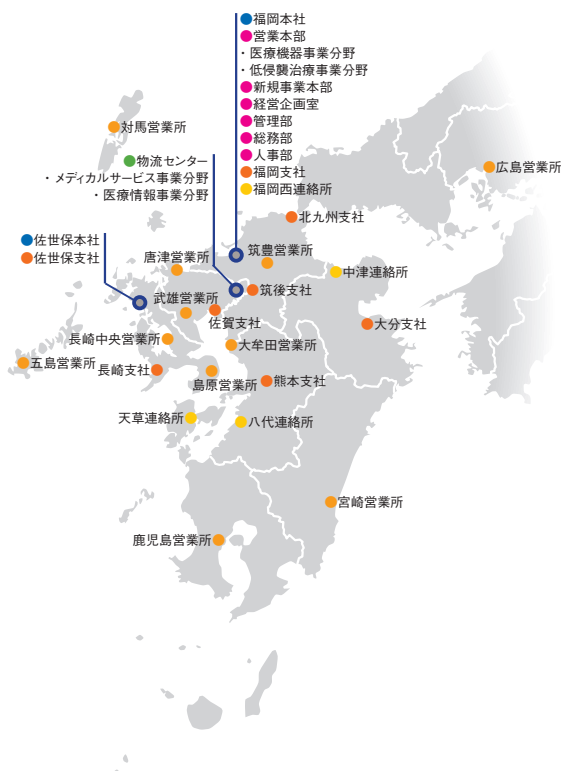 福岡本社
営業本部
・医療機器事業分野
・低侵襲治療事業分野
新規事業本部
経営企画室
管理部
総務部
人事部
福岡支社
福岡西連絡所
対馬営業所
物流センター
・メディカルサービス事業分野
・医療情報事業分野
広島営業所
北九州支社
佐世保本社
佐世保支社
唐津営業所
筑豊営業所
中津連絡所
武雄営業所
筑後支社
佐賀支社
大分支社
長崎中央営業所
大牟田営業所
五島営業所
長崎支社
島原営業所
熊本支社
天草連絡所
八代連絡所
宮崎営業所
鹿児島営業所